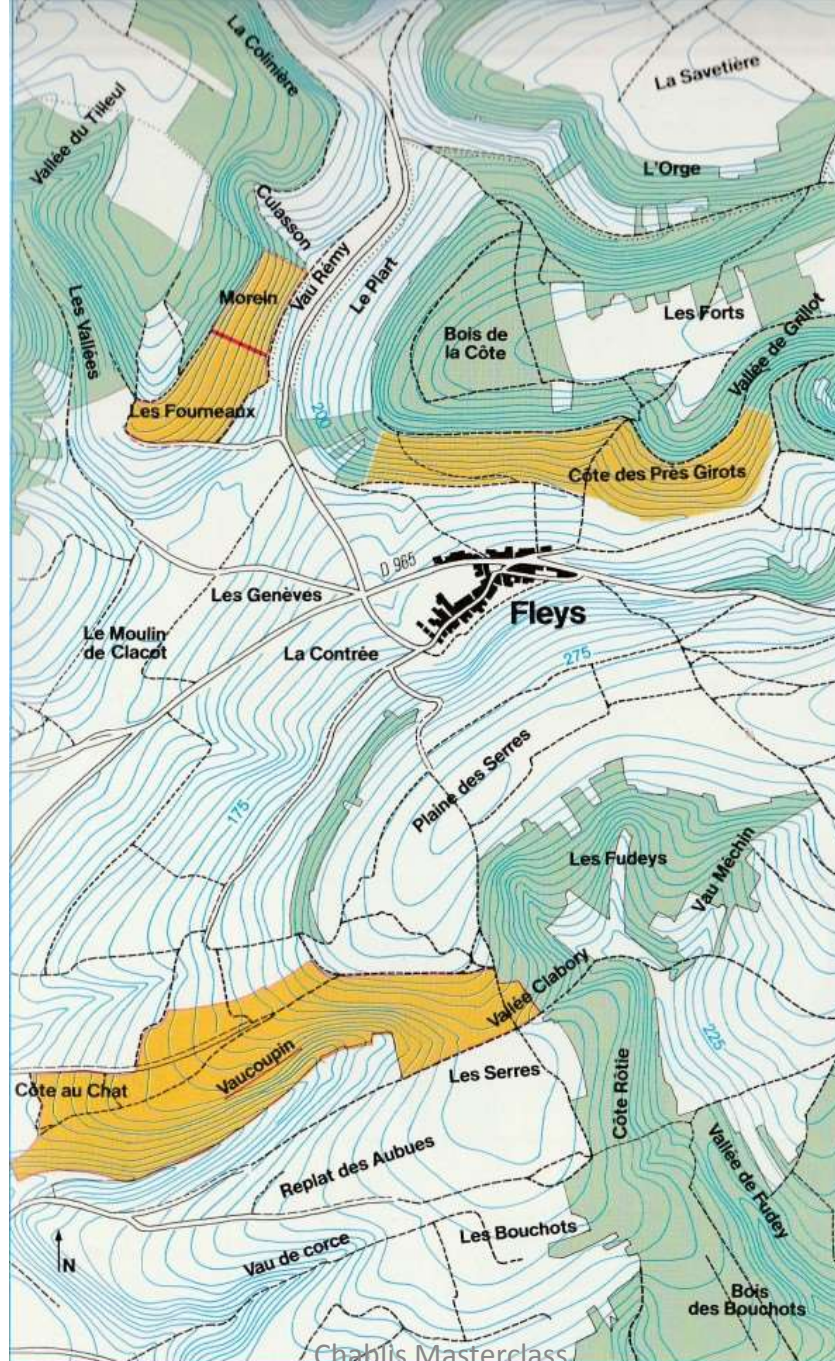 La Colinière
La Savetière
Vallée du Tilleul
L'Orge
Culasson
Vau Rémy
Le Plart
Morein
Les Vallées
Les Forts
Bois de
la Côte
Vallée de Grillot
Les Fourneaux
200
Côte des Près Girots
D 965
Les Genèves
Fleys
Le Moulin
de Clacot
La Contrée
275
Plaine des Serres
175
Les Fudeys
Vau Méchin
Vallée Clabory
225
Vaucoupin
Les Serres
Côte au Chat
Côte Rôtie
Replat des Aubues
Vallée de Fudey
Les Bouchots
N
Vau de corce
Bois
des Bouchots
Chablis Masterclass